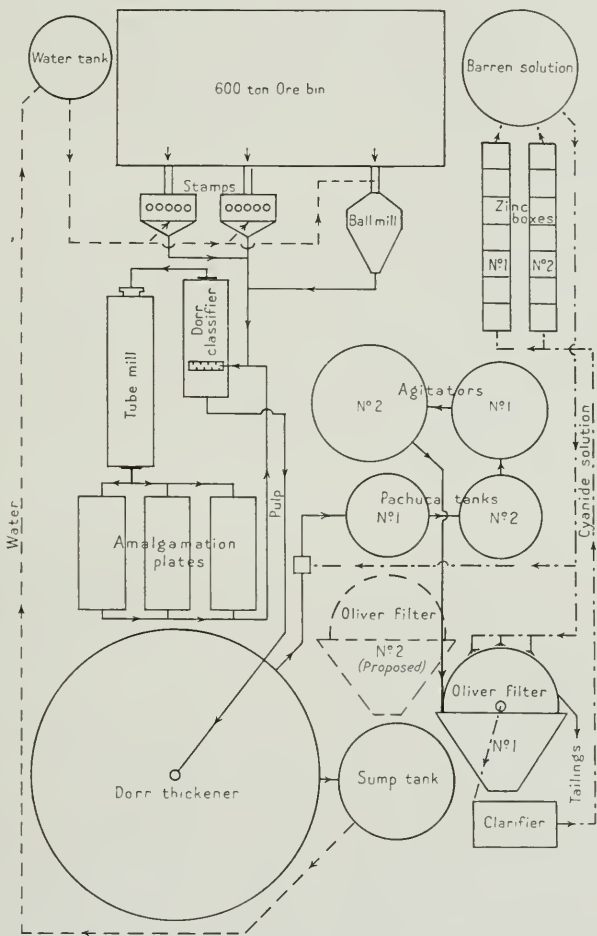 Water tank
600 ton Ore bin
Barren solution
Stamps
Ball mill
Zinc
boxes
Nº1
Nº2
Dorr
classifier
Tube mill
Agitators
Nº2
Nº1
Pachuca tanks
Nº1
Nº2
Cyanide solution
Water
Pulp
Amalgamation
plates
Oliver Filter
Nº2
(Proposed)
Oliver Filter
Nº1
Tailings
Dorr thickener
Sump tank
Clarifier